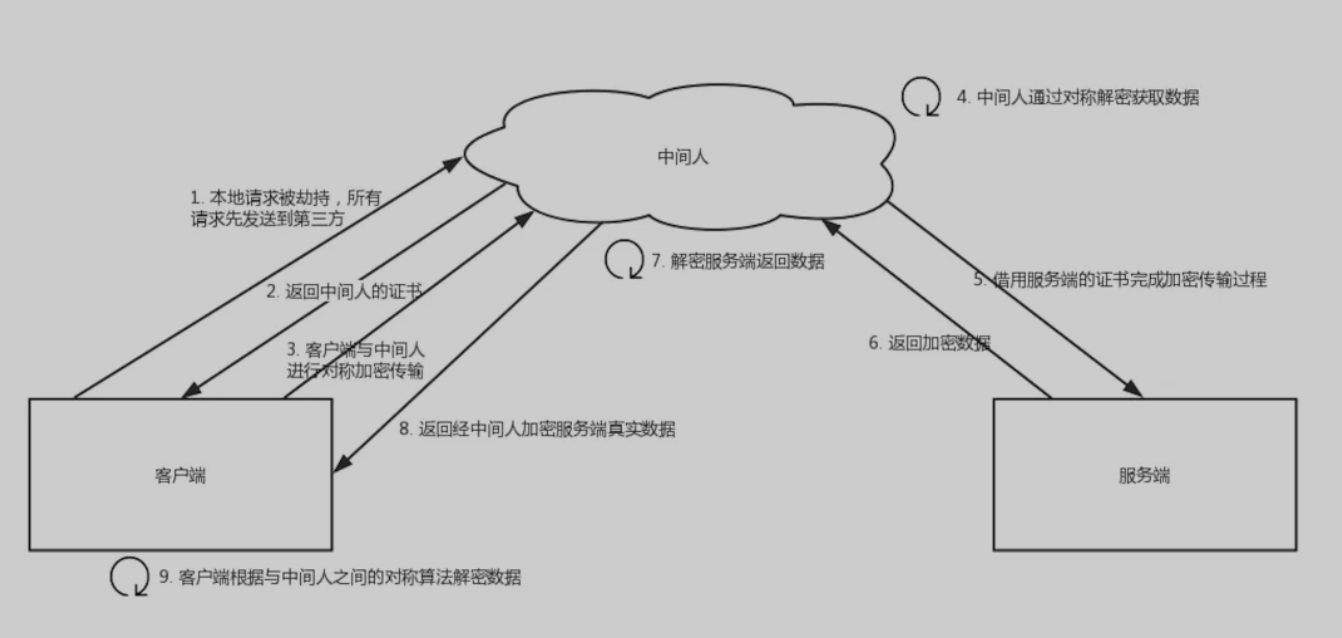 4. 中间人通过对称解密获取数据
中间人
1. 本地请求被劫持，所有
请求先发送到第三方
7. 解密服务端返回数据
5. 借用服务端的证书完成加密传输过程
2. 返回中间人的证书
6. 返回加密数据
3. 客户端与中间人
进行对称加密传输
8. 返回经中间人加密服务端真实数据
客户端
服务端
9. 客户端根据与中间人之间的对称算法解密数据